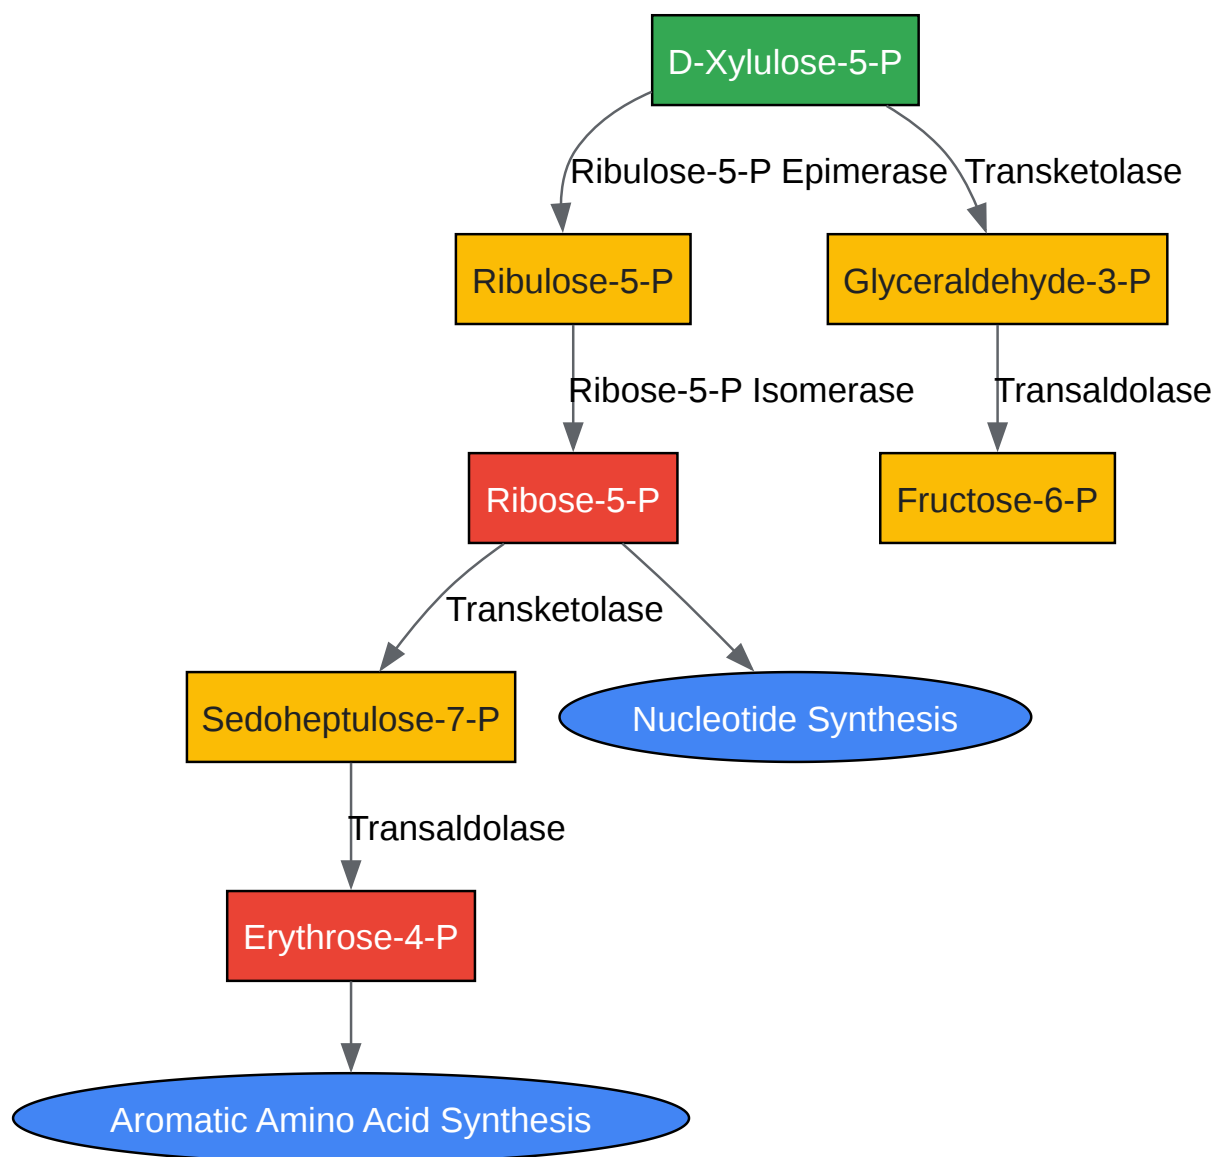 D-Xylulose-5-P
Ribulose-5-P Epimerase
Transketolase
Ribulose-5-P
Glyceraldehyde-3-P
Ribose-5-P Isomerase
Transaldolase
Ribose-5-P
Fructose-6-P
Transketolase
Sedoheptulose-7-P
Nucleotide Synthesis
Transaldolase
Erythrose-4-P
Aromatic Amino Acid Synthesis